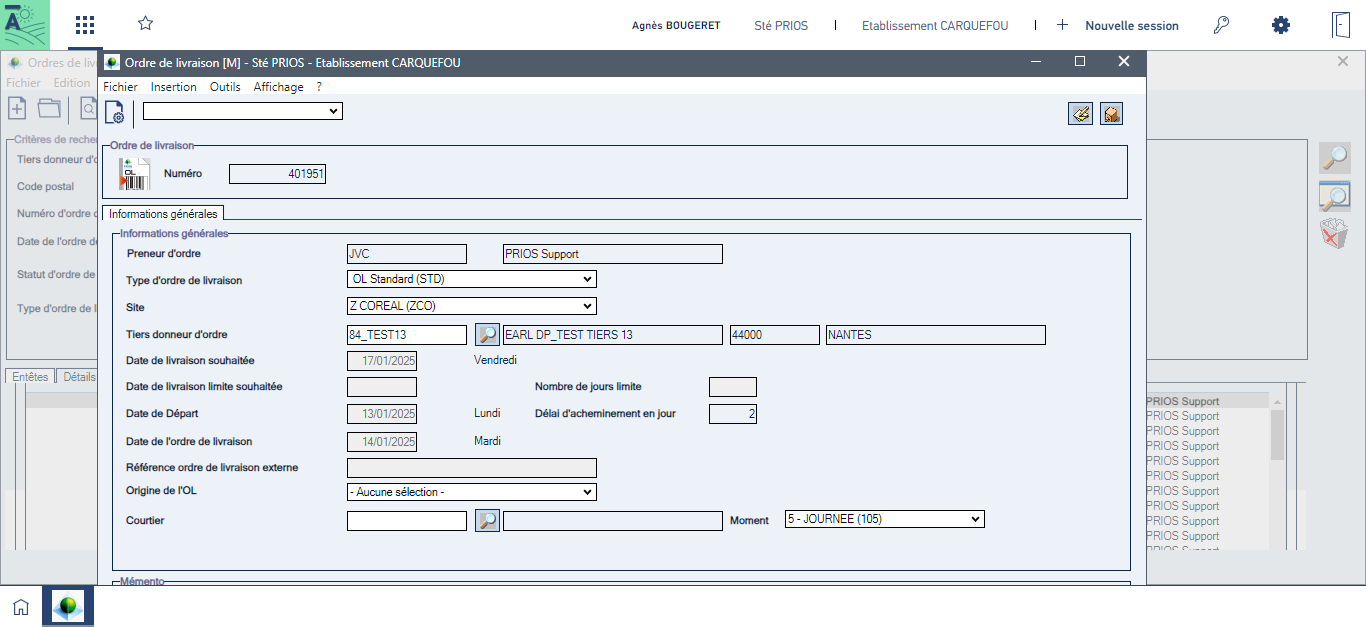 Agnès BOUGERET Sté PRIOS Etablissement CARQUEFOU Nouvelle session
Ordres de liv
Fichier Edition
Ordre de livraison [M] - Sté PRIOS - Etablissement CARQUEFOU
Fichier Insertion Outils Affichage ?
Critères de reche
Tiers donneur d'o
Code postal
Numéro d'ordre
Date de l'ordre de
Statut d'ordre de
Type d'ordre de l
Entêtes Détails
Ordre de livraison
OL
Numéro 401951
Informations générales
Informations générales
Preneur d'ordre JVC PRIOS Support
Type d'ordre de livraison OL Standard (STD)
Site Z COREAL (ZCO)
Tiers donneur d'ordre 84_TEST13 EARL DP_TEST TIERS 13 44000 NANTES
Date de livraison souhaitée 17/01/2025 Vendredi
Date de livraison limite souhaitée Nombre de jours limite
Date de Départ 13/01/2025 Lundi Délai d'acheminement en jour 2
Date de l'ordre de livraison 14/01/2025 Mardi
Référence ordre de livraison externe
Origine de l'OL - Aucune sélection -
Courtier Moment 5 - JOURNEE (105)
Mémento
PRIOS Support
PRIOS Support
PRIOS Support
PRIOS Support
PRIOS Support
PRIOS Support
PRIOS Support
PRIOS Support
PRIOS Support
PRIOS Support
PRIOS Support